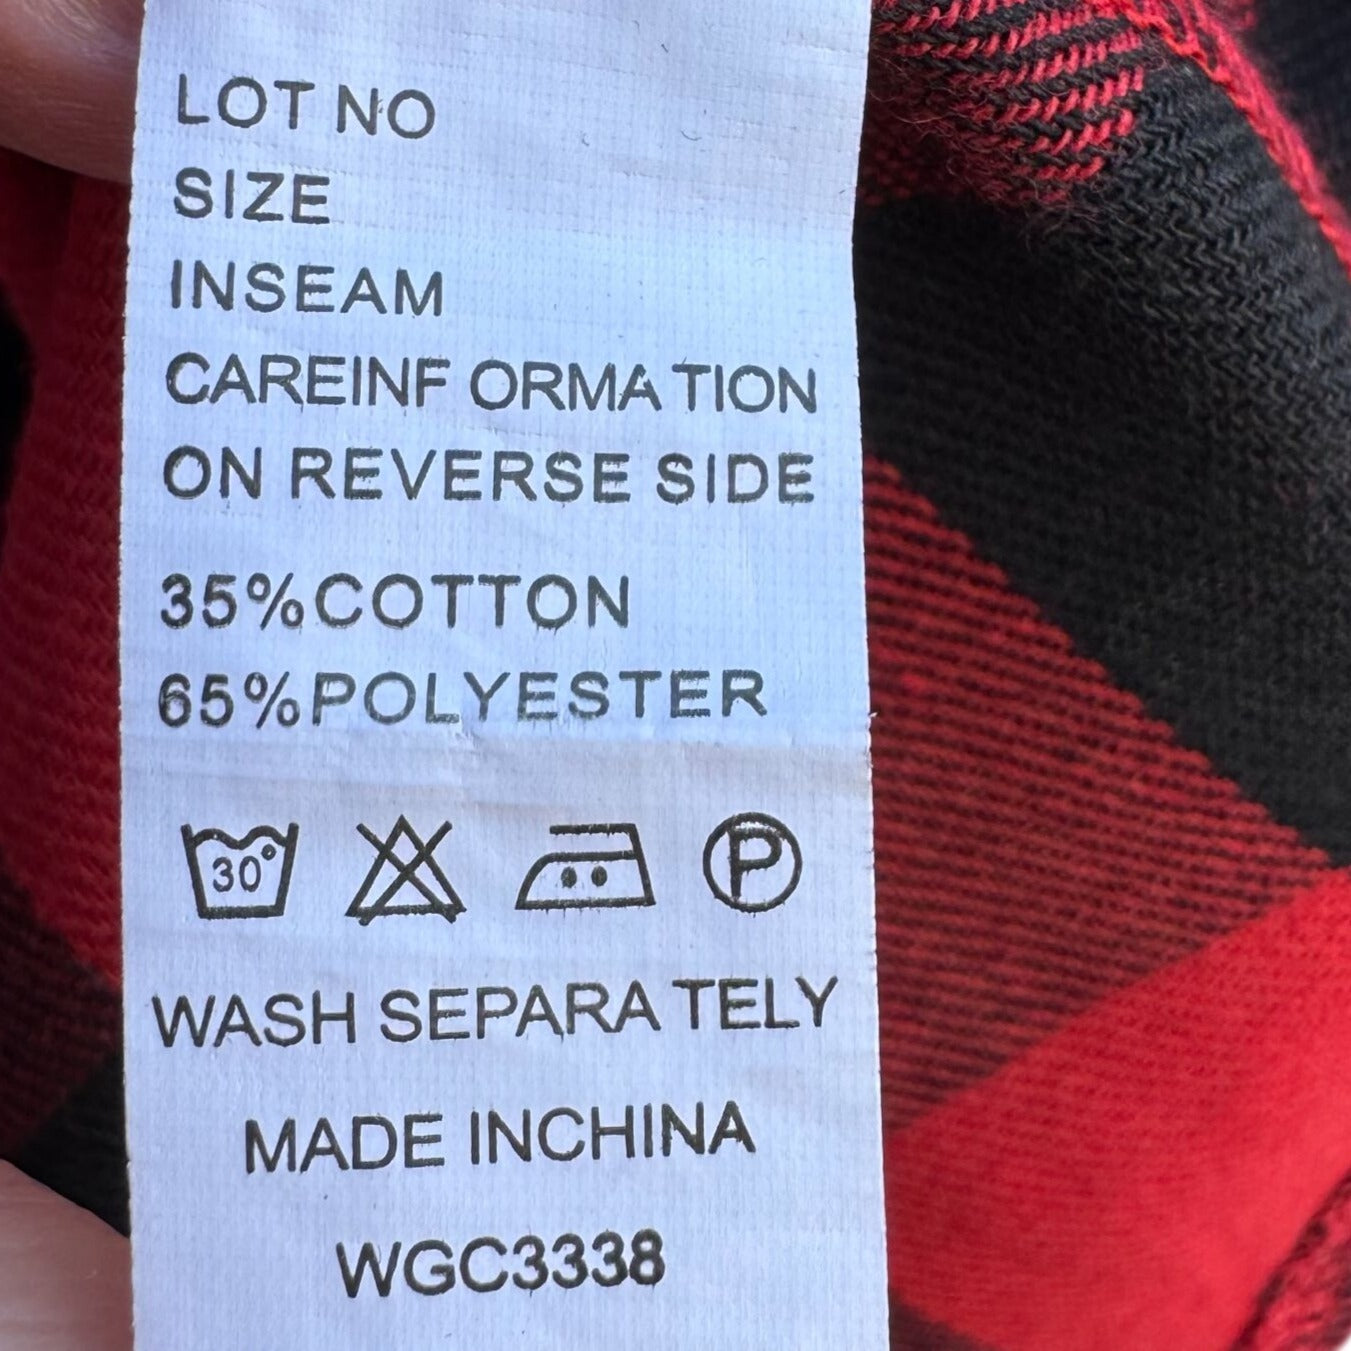 LOT NO
SIZE
INSEAM
CAREINF ORMA TION
ON REVERSE SIDE
35%COTTON
65%POLYESTER
30° P
WASH SEPARA TELY
MADE INCHINA
WGC3338